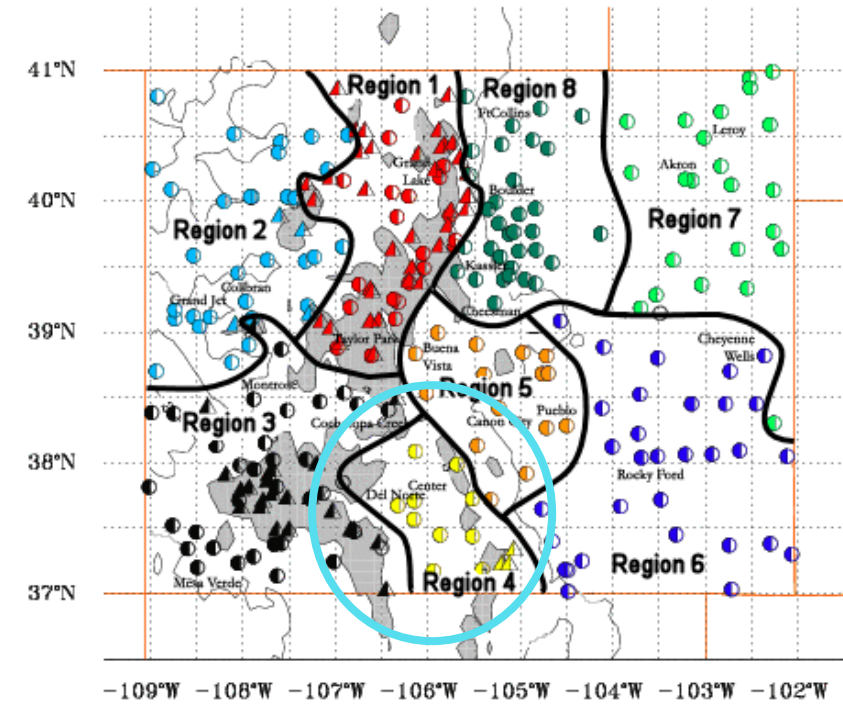 41°N
Region 1
Region 8
FtCollins
Leroy
Grand
Lake
Akron
40°N
Boulder
Region 7
Region 2
Kassler
Collbran
Grand Jct
Cheesman
39°N
Taylor Park
Cheyenne
Wells
Buena
Vista
Montrose
Region 5
Region 3
Canon City
Pueblo
38°N
Rocky Ford
Center
Del Norte
Region 6
Mesa Verde
Region 4
37°N
-109°W -108°W -107°W -106°W -105°W -104°W -103°W -102°W